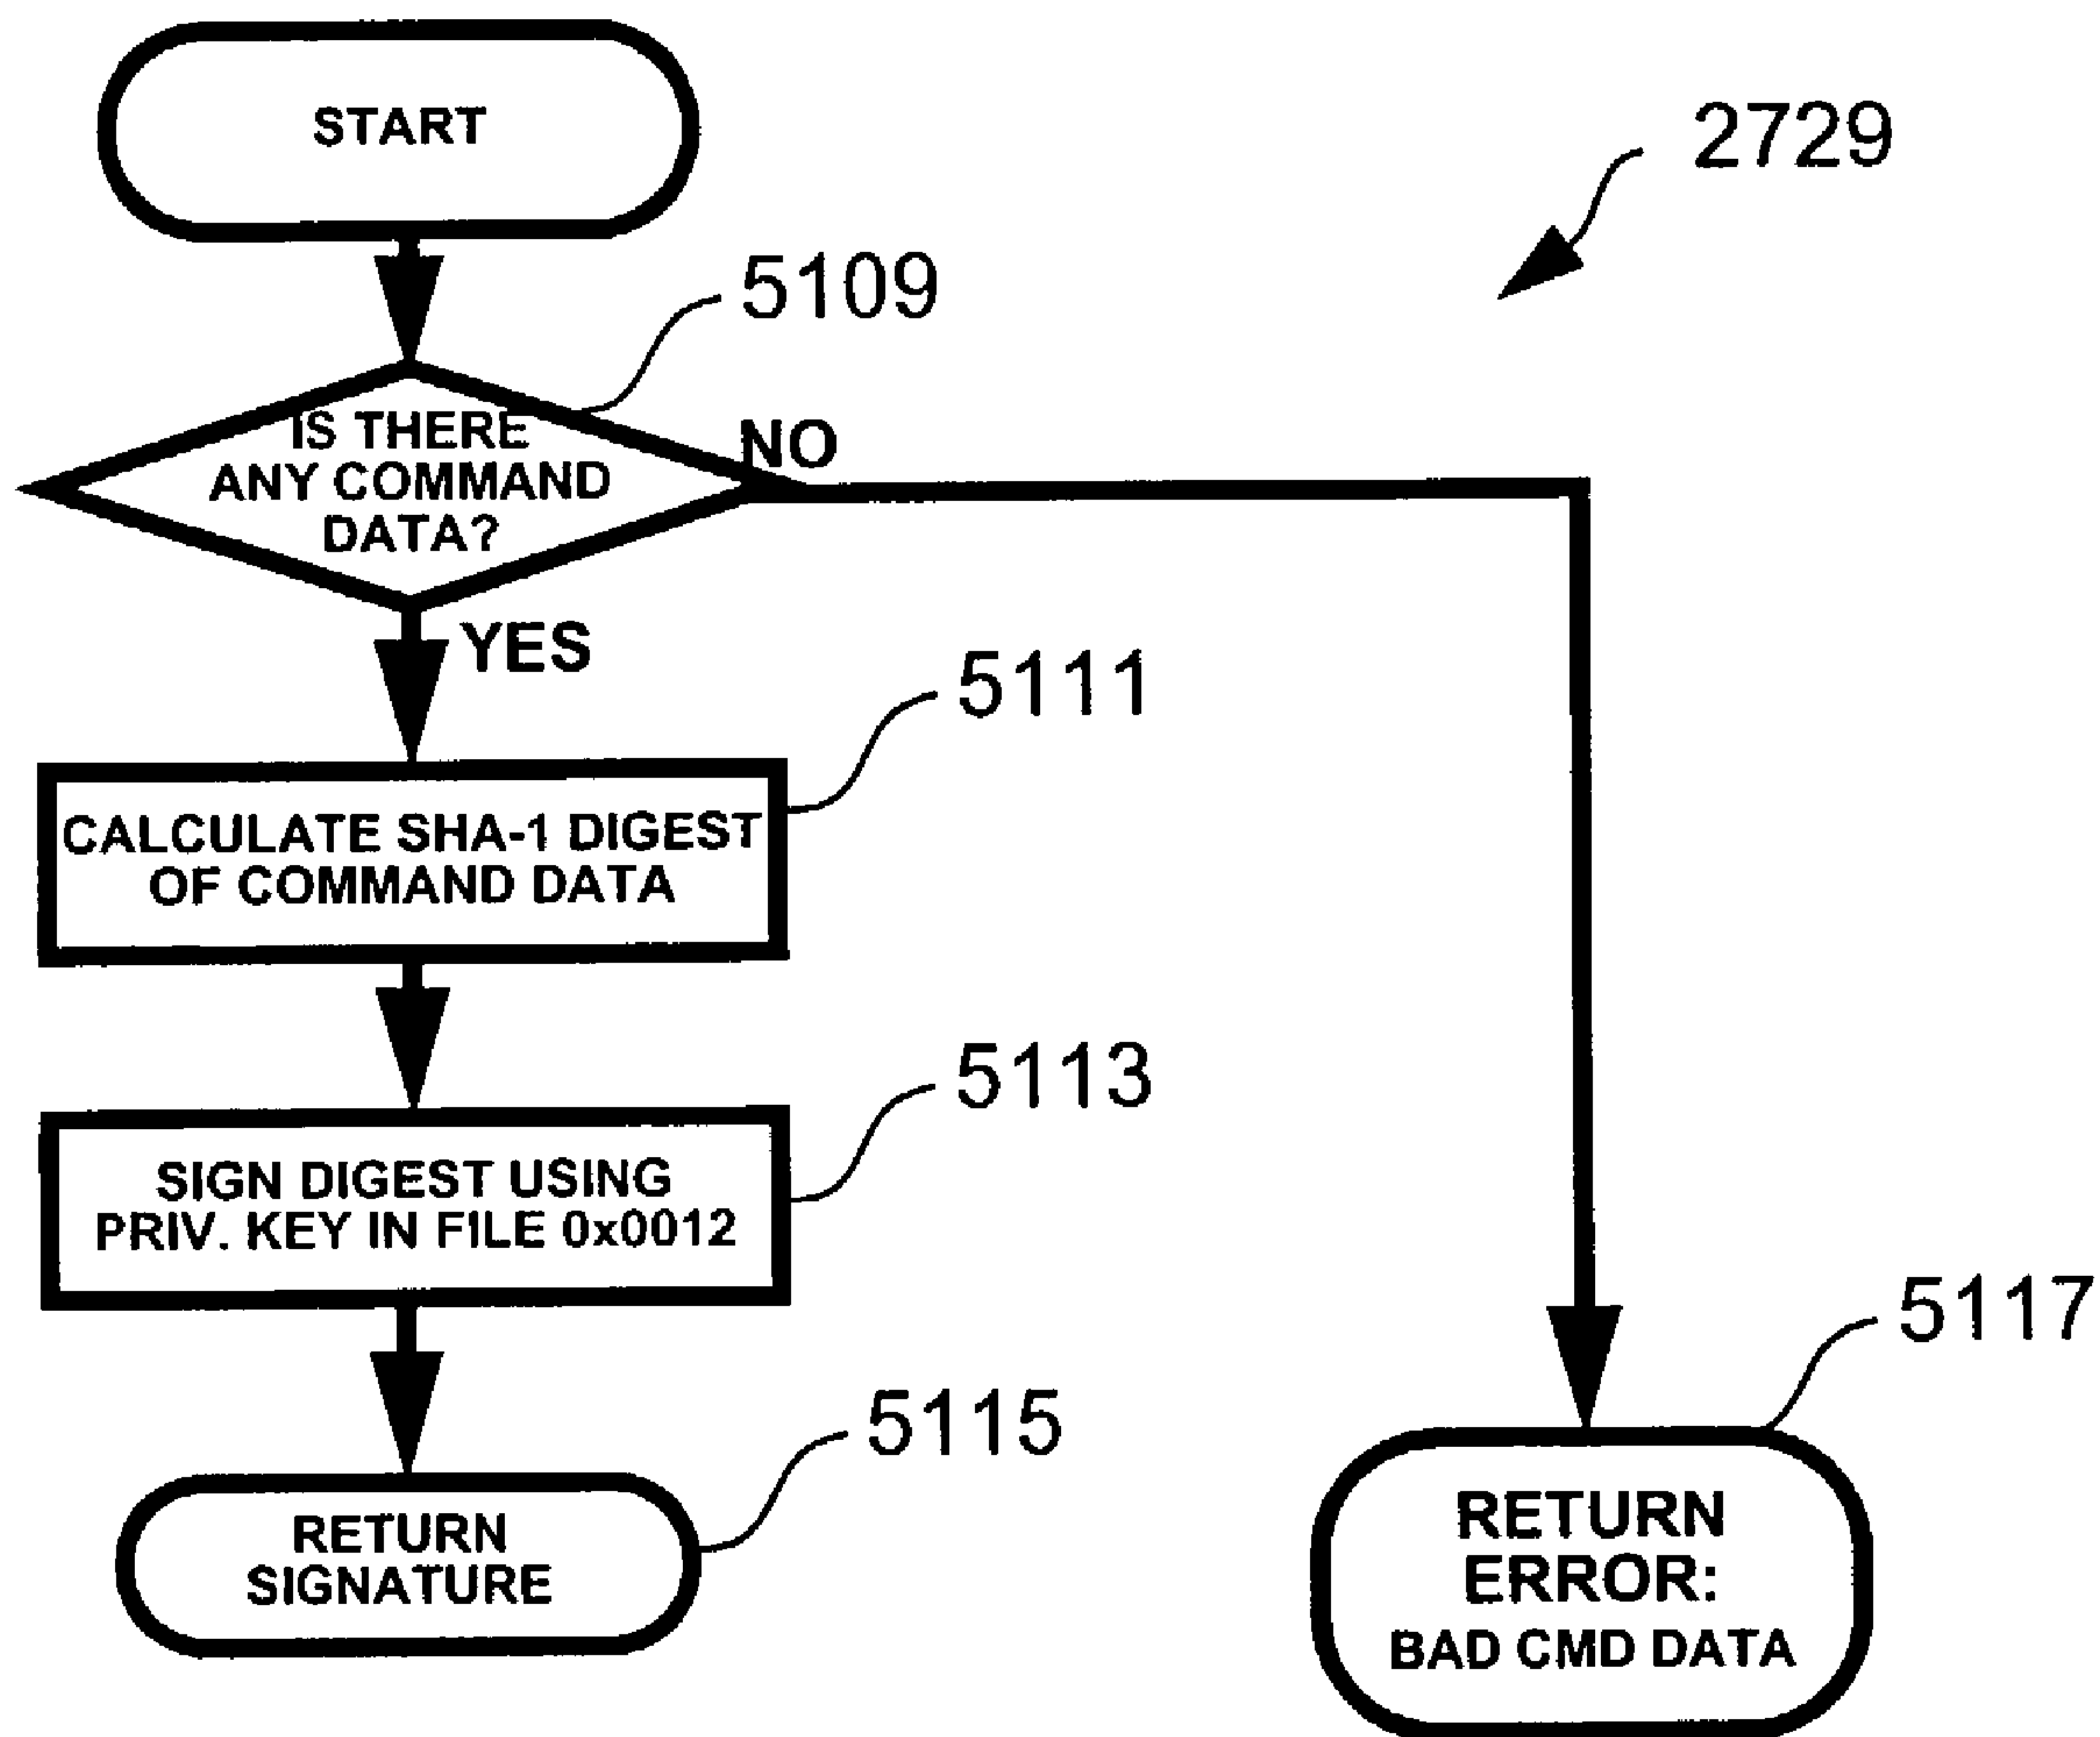 START
2729
5109
IS THERE
ANY COMMAND
DATA?
NO
YES
5111
CALCULATE SHA-1 DIGEST
OF COMMAND DATA
5113
SIGN DIGEST USING
PRIV. KEY IN FILE 0x0012
5115
RETURN
SIGNATURE
5117
RETURN
ERROR:
BAD CMD DATA